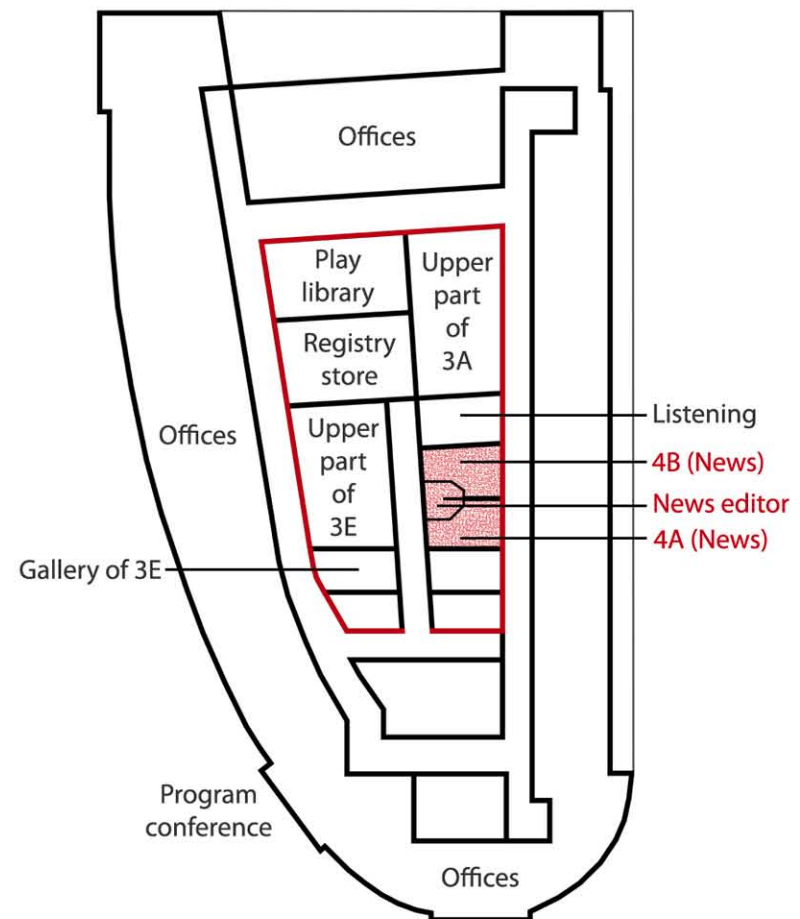 Offices
Play
library
Upper
part
of
3A
Registry
store
Listening
Offices
Upper
part
of
3E
4B (News)
News editor
4A (News)
Gallery of 3E
Program
conference
Offices